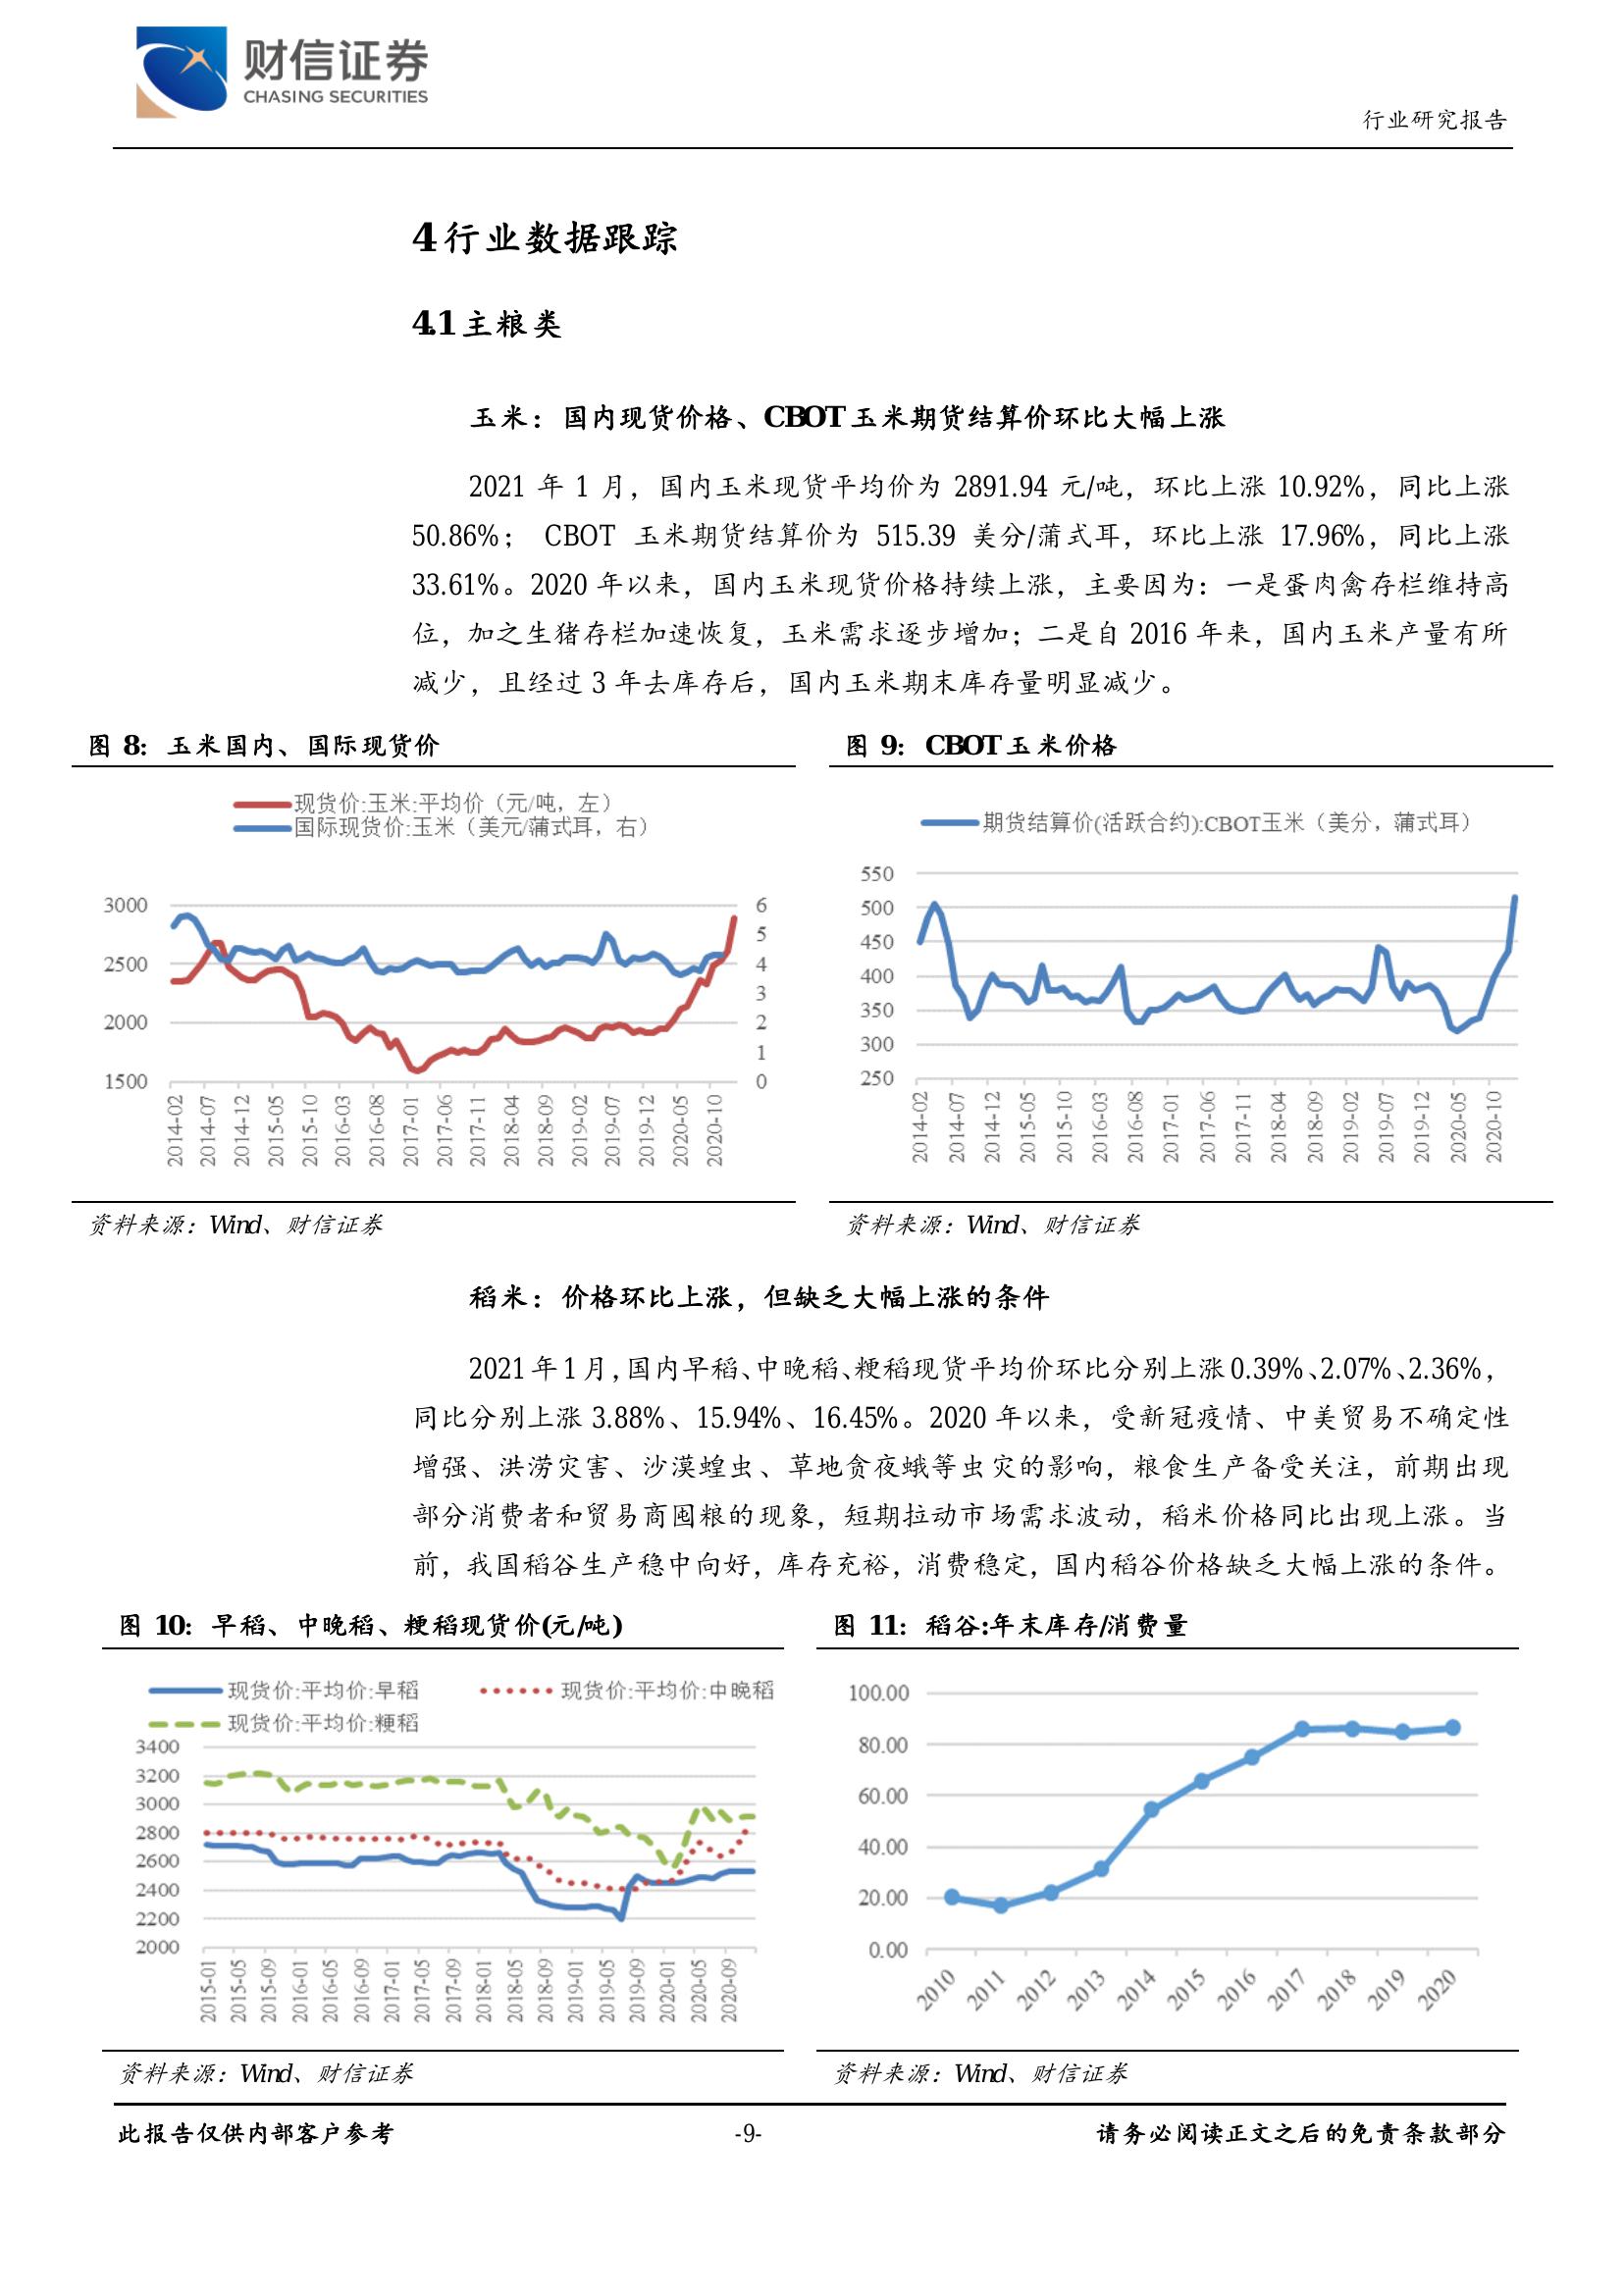 财信证券
CHASING SECURITIES
行业研究报告
4 行业数据跟踪
4.1 主粮类
玉米：国内现货价格、CBOT 玉米期货结算价环比大幅上涨
2021 年 1 月，国内玉米现货平均价为 2891.94 元/吨，环比上涨 10.92%，同比上涨
50.86%； CBOT 玉米期货结算价为 515.39 美分/蒲式耳，环比上涨 17.96%，同比上涨
33.61%。2020 年以来，国内玉米现货价格持续上涨，主要因为：一是蛋肉禽存栏维持高
位，加之生猪存栏加速恢复，玉米需求逐步增加；二是自 2016 年来，国内玉米产量有所
减少，且经过 3 年去库存后，国内玉米期末库存量明显减少。
图 8：玉米国内、国际现货价
现货价:玉米:平均价（元/吨，左）
国际现货价:玉米（美元/蒲式耳，右）
3000
2500
2000
1500
6
5
4
3
2
1
0
2014-02
2014-07
2014-12
2015-05
2015-10
2016-03
2016-08
2017-01
2017-06
2017-11
2018-04
2018-09
2019-02
2019-07
2019-12
2020-05
2020-10
资料来源：Wind、财信证券
图 9：CBOT 玉米价格
期货结算价(活跃合约):CBOT玉米（美分，蒲式耳）
550
500
450
400
350
300
250
2014-02
2014-07
2014-12
2015-05
2015-10
2016-03
2016-08
2017-01
2017-06
2017-11
2018-04
2018-09
2019-02
2019-07
2019-12
2020-05
2020-10
资料来源：Wind、财信证券
稻米：价格环比上涨，但缺乏大幅上涨的条件
2021 年 1 月，国内早稻、中晚稻、粳稻现货平均价环比分别上涨 0.39%、2.07%、2.36%，
同比分别上涨 3.88%、15.94%、16.45%。2020 年以来，受新冠疫情、中美贸易不确定性
增强、洪涝灾害、沙漠蝗虫、草地贪夜蛾等虫灾的影响，粮食生产备受关注，前期出现
部分消费者和贸易商囤粮的现象，短期拉动市场需求波动，稻米价格同比出现上涨。当
前，我国稻谷生产稳中向好，库存充裕，消费稳定，国内稻谷价格缺乏大幅上涨的条件。
图 10：早稻、中晚稻、粳稻现货价(元/吨)
现货价:平均价:早稻
现货价:平均价:中晚稻
现货价:平均价:粳稻
3400
3200
3000
2800
2600
2400
2200
2000
2015-01
2015-05
2015-09
2016-01
2016-05
2016-09
2017-01
2017-05
2017-09
2018-01
2018-05
2018-09
2019-01
2019-05
2019-09
2020-01
2020-05
2020-09
资料来源：Wind、财信证券
图 11：稻谷:年末库存/消费量
100.00
80.00
60.00
40.00
20.00
0.00
2010
2011
2012
2013
2014
2015
2016
2017
2018
2019
2020
资料来源：Wind、财信证券
此报告仅供内部客户参考
-9-
请务必阅读正文之后的免责条款部分